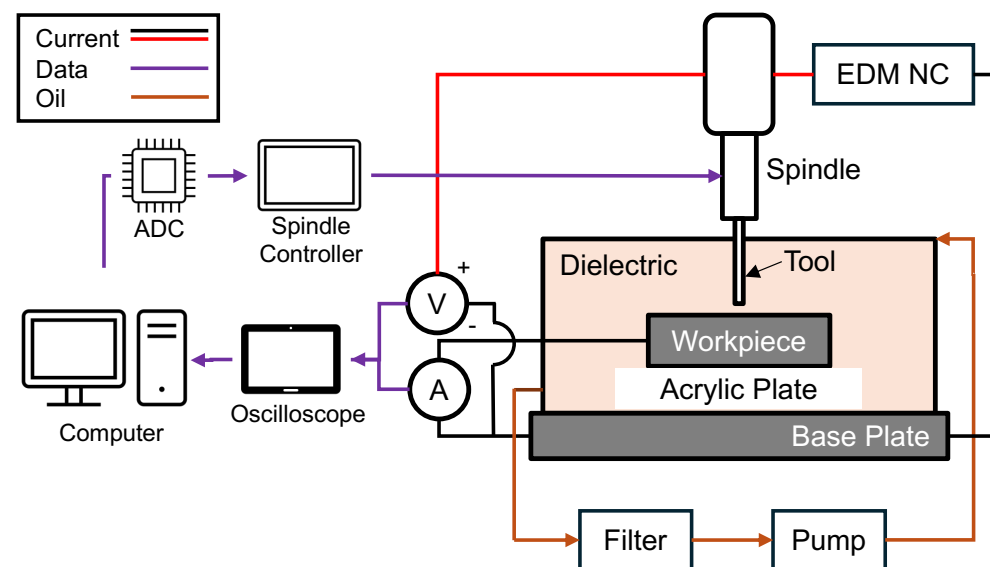 Current
Data
Oil
ADC
Spindle
Controller
Spindle
EDM NC
Dielectric
Tool
+
V
-
A
Workpiece
Acrylic Plate
Base Plate
Computer
Oscilloscope
Filter
Pump